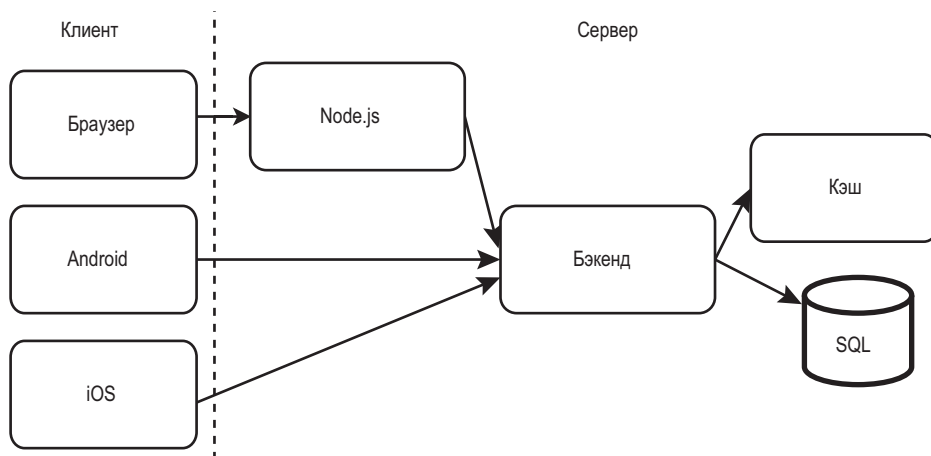 Клиент
Сервер
Браузер
Node.js
Кэш
Android
Бэкенд
SQL
iOS